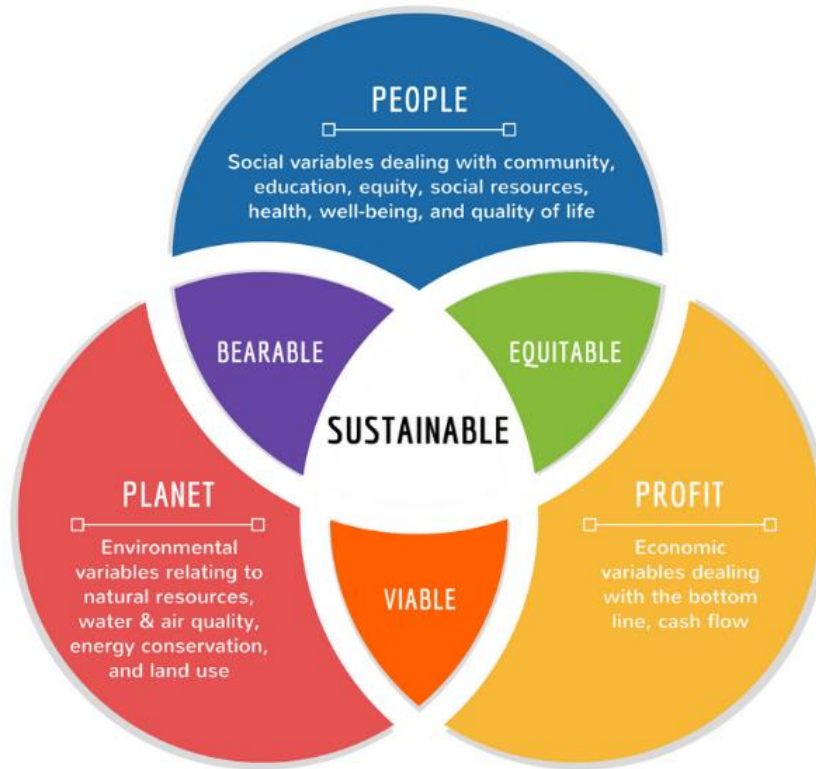 PEOPLE
Social variables dealing with community,
education, equity, social resources,
health, well-being, and quality of life
BEARABLE
EQUITABLE
SUSTAINABLE
PLANET
Environmental
variables relating to
natural resources,
water & air quality,
energy conservation,
and land use
PROFIT
Economic
variables dealing
with the bottom
line, cash flow
VIABLE